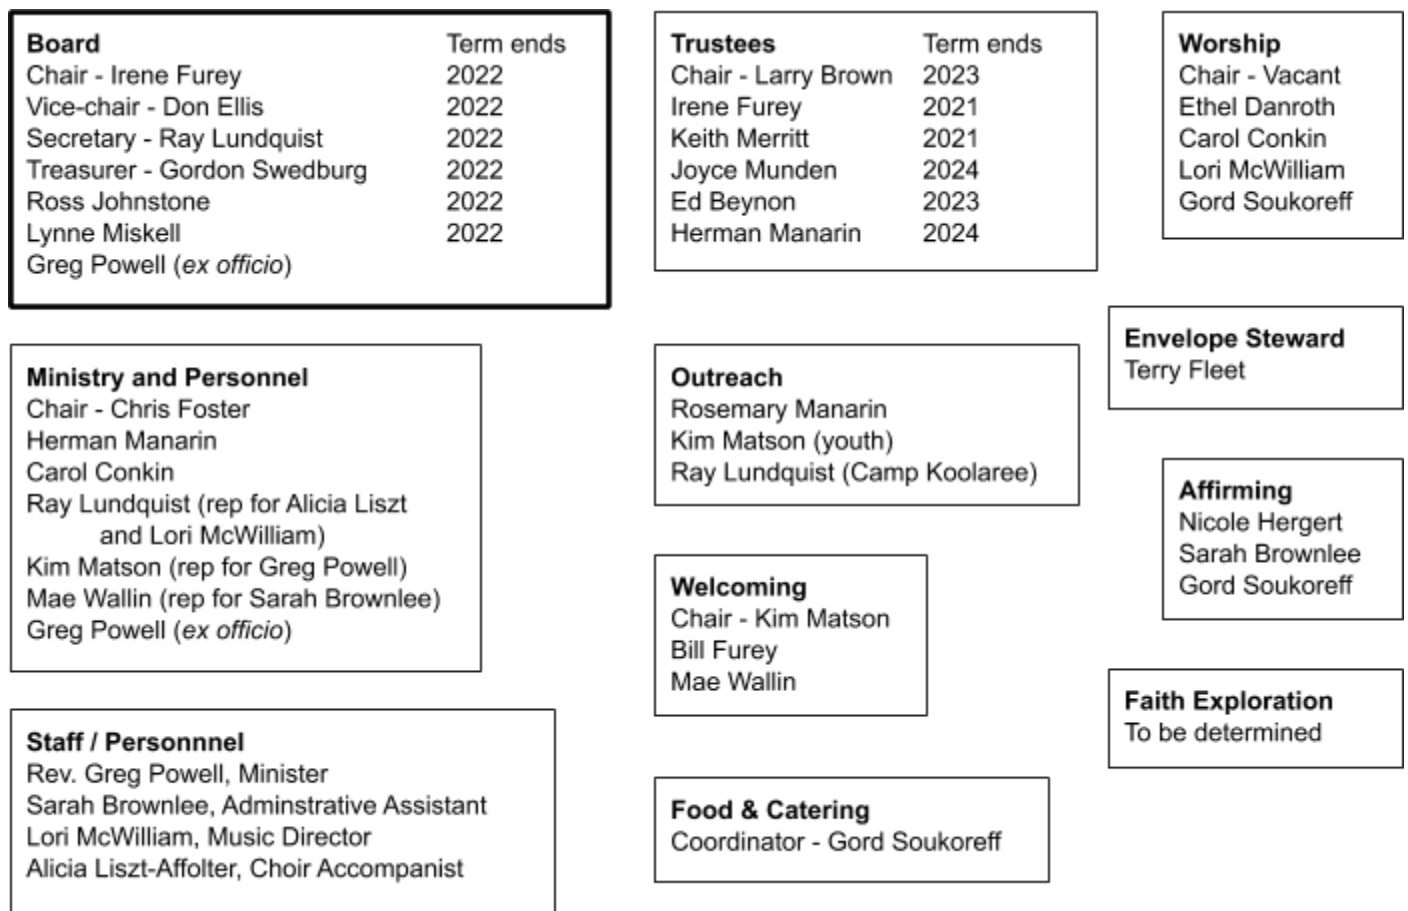 Board Term ends
Chair - Irene Furey 2022
Vice-chair - Don Ellis 2022
Secretary - Ray Lundquist 2022
Treasurer - Gordon Swedburg 2022
Ross Johnstone 2022
Lynne Miskell 2022
Greg Powell (ex officio)
Trustees Term ends
Chair - Larry Brown 2023
Irene Furey 2021
Keith Merritt 2021
Joyce Munden 2024
Ed Beynon 2023
Herman Manarin 2024
Worship
Chair - Vacant
Ethel Danroth
Carol Conkin
Lori McWilliam
Gord Soukoreff
Envelope Steward
Terry Fleet
Ministry and Personnel
Chair - Chris Foster
Herman Manarin
Carol Conkin
Ray Lundquist (rep for Alicia Liszt
and Lori McWilliam)
Kim Matson (rep for Greg Powell)
Mae Wallin (rep for Sarah Brownlee)
Greg Powell (ex officio)
Outreach
Rosemary Manarin
Kim Matson (youth)
Ray Lundquist (Camp Koolaree)
Affirming
Nicole Hergert
Sarah Brownlee
Gord Soukoreff
Welcoming
Chair - Kim Matson
Bill Furey
Mae Wallin
Faith Exploration
To be determined
Staff / Personnnel
Rev. Greg Powell, Minister
Sarah Brownlee, Adminstrative Assistant
Lori McWilliam, Music Director
Alicia Liszt-Affolter, Choir Accompanist
Food & Catering
Coordinator - Gord Soukoreff